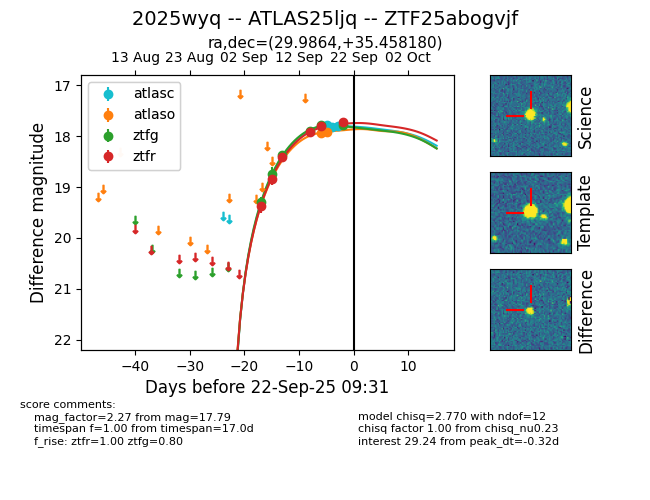 2025wyq -- ATLAS25ljq -- ZTF25abogvjf
ra,dec=(29.9864,+35.458180)
13 Aug 23 Aug 02 Sep 12 Sep 22 Sep 02 Oct
17
18
19
20
21
22
Difference magnitude
atlasc
atlaso
ztfg
ztfr
−40 −30 −20 −10 0 10
Days before 22-Sep-25 09:31
Science
Template
Difference
score comments:
mag_factor=2.27 from mag=17.79
timespan f=1.00 from timespan=17.0d
f_rise: ztfr=1.00 ztfg=0.80
model chisq=2.770 with ndof=12
chisq factor 1.00 from chisq_nu0.23
interest 29.24 from peak_dt=-0.32d